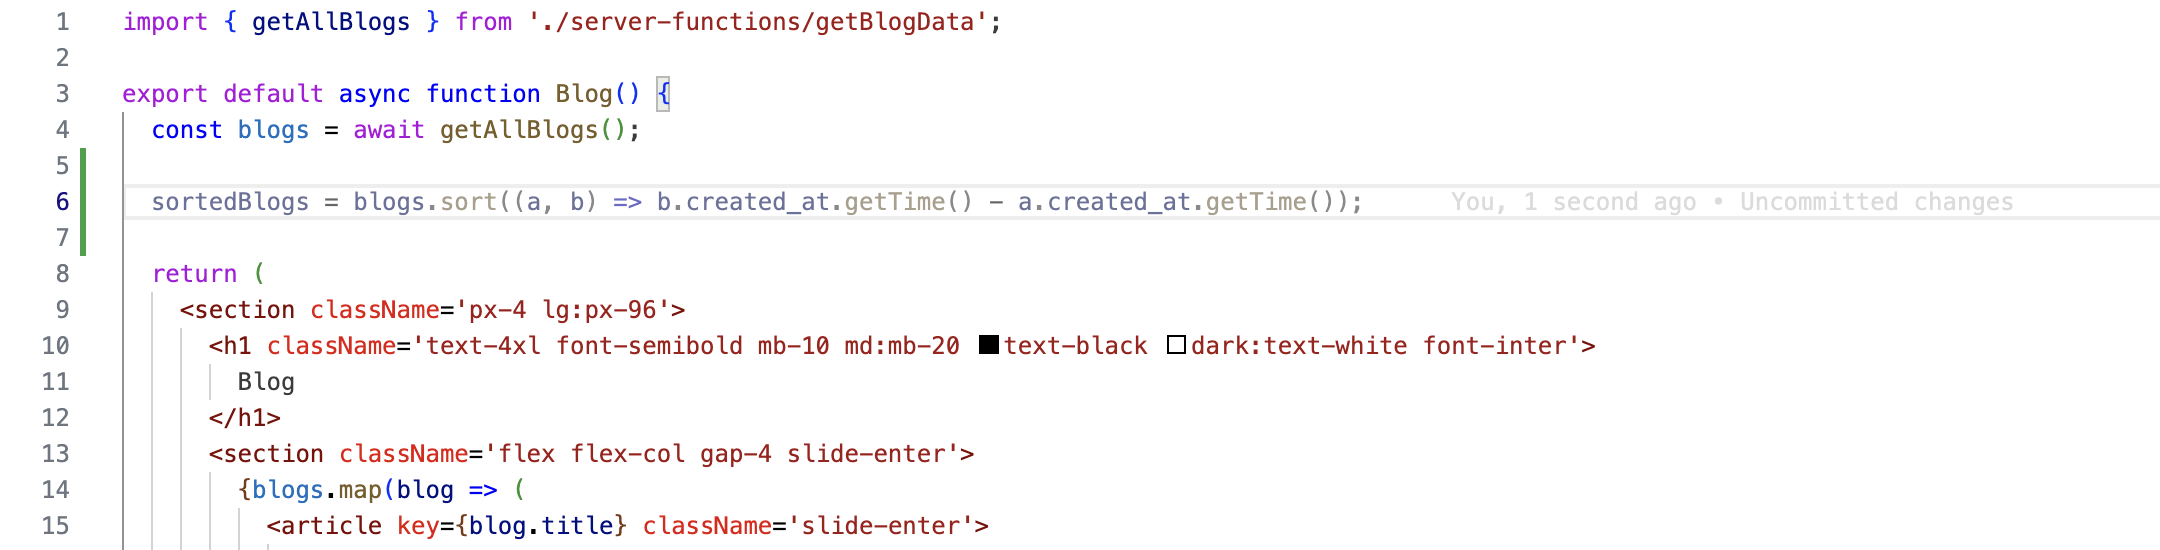 1 import { getAllBlogs } from './server-functions/getBlogData';
2
3 export default async function Blog() {
4 const blogs = await getAllBlogs();
5
6 sortedBlogs = blogs.sort((a, b) => b.created_at.getTime() - a.created_at.getTime()); You, 1 second ago • Uncommitted changes
7
8 return (
9 <section className='px-4 lg:px-96'>
10 <h1 className='text-4xl font-semibold mb-10 md:mb-20 text-black dark:text-white font-inter'>
11 Blog
12 </h1>
13 <section className='flex flex-col gap-4 slide-enter'>
14 {blogs.map(blog => (
15 <article key={blog.title} className='slide-enter'>